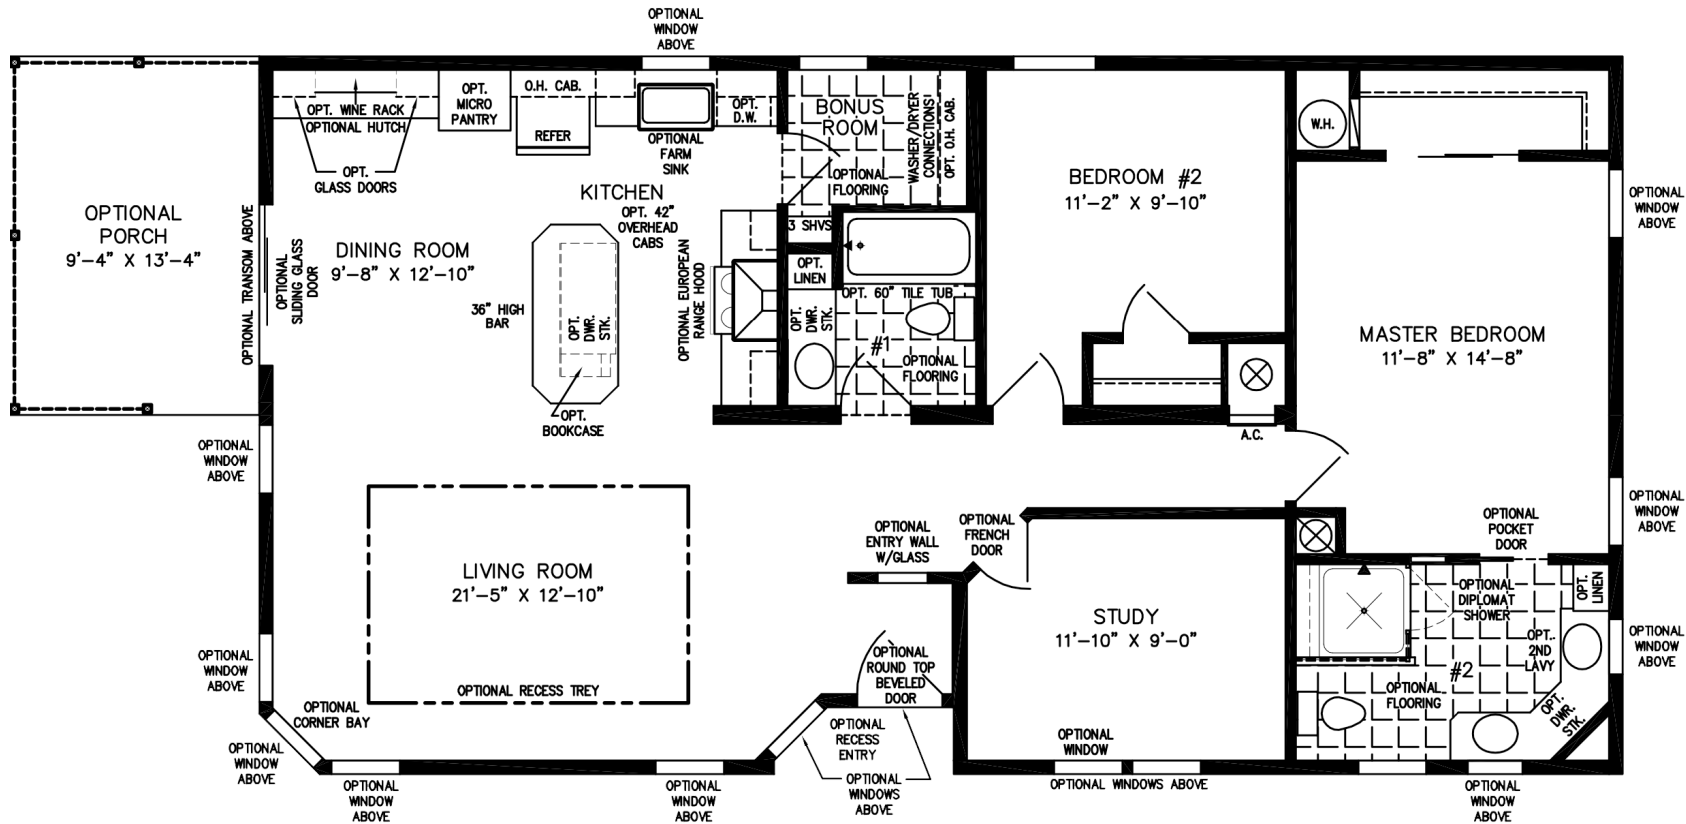 OPTIONAL
WINDOW
ABOVE
OPT. WINE RACK
OPTIONAL HUTCH
OPT.
GLASS DOORS
OPT.
MICRO
PANTRY
O.H. CAB.
REFER
OPT.
D.W.
OPTIONAL
FARM
SINK
BONUS
ROOM
WASHER/DRYER
CONNECTIONS
OPT. O.H. CAB.
OPTIONAL
FLOORING
3 SHVS
W.H.
BEDROOM #2
11'-2" X 9'-10"
OPTIONAL
WINDOW
ABOVE
OPTIONAL
PORCH
9'-4" X 13'-4"
OPTIONAL TRANSOM ABOVE
OPTIONAL
SLIDING GLASS
DOOR
DINING ROOM
9'-8" X 12'-10"
KITCHEN
OPT. 42"
OVERHEAD
CABS
36" HIGH
BAR
OPT.
DWR.
STK.
OPT.
BOOKCASE
OPTIONAL EUROPEAN
RANGE HOOD
OPT.
LINEN
OPT. 60" TILE TUB
OPT.
DWR.
STK.
#1
OPTIONAL
FLOORING
A.C.
MASTER BEDROOM
11'-8" X 14'-8"
OPTIONAL
WINDOW
ABOVE
OPTIONAL
WINDOW
ABOVE
OPTIONAL
POCKET
DOOR
OPTIONAL
FRENCH
DOOR
OPTIONAL
ENTRY WALL
W/GLASS
LIVING ROOM
21'-5" X 12'-10"
OPTIONAL RECESS TREY
STUDY
11'-10" X 9'-0"
OPTIONAL
DIPLOMAT
SHOWER
OPT.
LINEN
OPT.
2ND
LAVY
OPTIONAL
WINDOW
ABOVE
#2
OPTIONAL
FLOORING
OPT.
DWR.
STK.
OPTIONAL
WINDOW
ABOVE
OPTIONAL
CORNER BAY
OPTIONAL
ROUND TOP
BEVELED
DOOR
OPTIONAL
RECESS
ENTRY
OPTIONAL
WINDOW
OPTIONAL
WINDOW
ABOVE
OPTIONAL
WINDOW
ABOVE
OPTIONAL
WINDOW
ABOVE
OPTIONAL
WINDOWS
ABOVE
OPTIONAL WINDOWS ABOVE
OPTIONAL
WINDOW
ABOVE